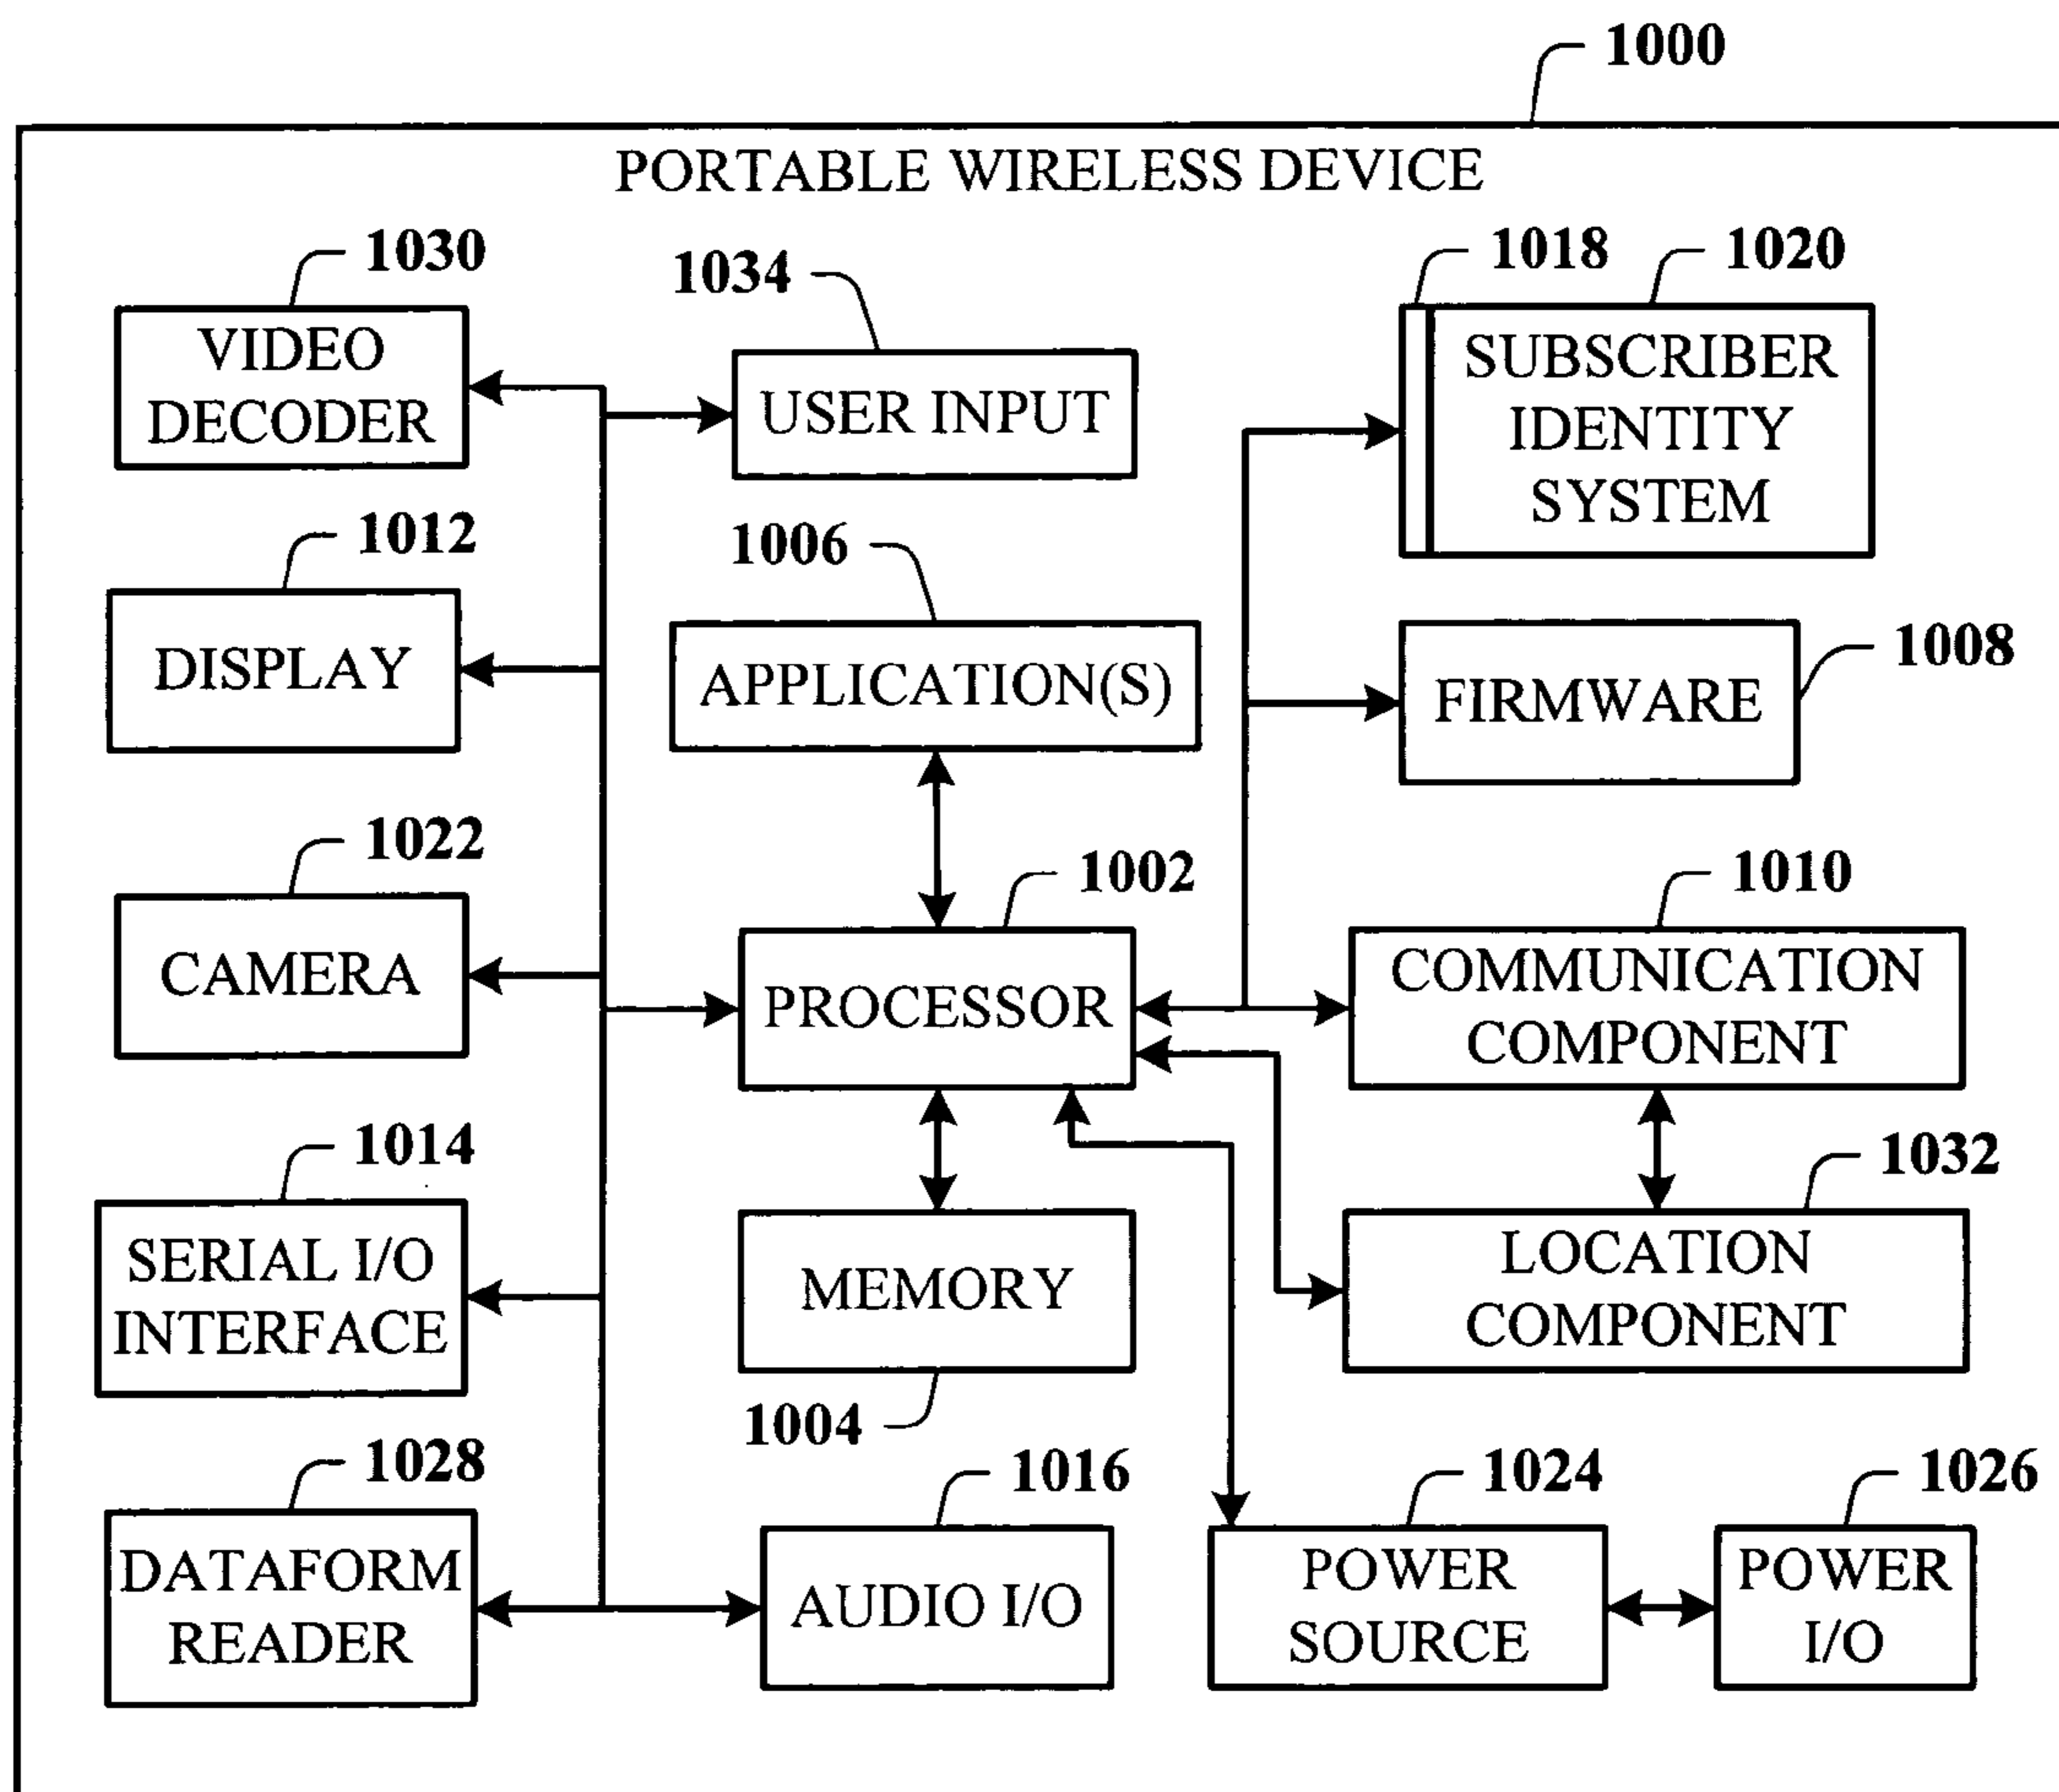 1000
PORTABLE WIRELESS DEVICE
1030
VIDEO
DECODER
1034
USER INPUT
1018
1020
SUBSCRIBER
IDENTITY
SYSTEM
1012
DISPLAY
1006
APPLICATION(S)
FIRMWARE
1008
1022
CAMERA
1002
PROCESSOR
1010
COMMUNICATION
COMPONENT
1014
SERIAL I/O
INTERFACE
MEMORY
1004
1032
LOCATION
COMPONENT
1028
DATAFORM
READER
1016
AUDIO I/O
1024
POWER
SOURCE
1026
POWER
I/O